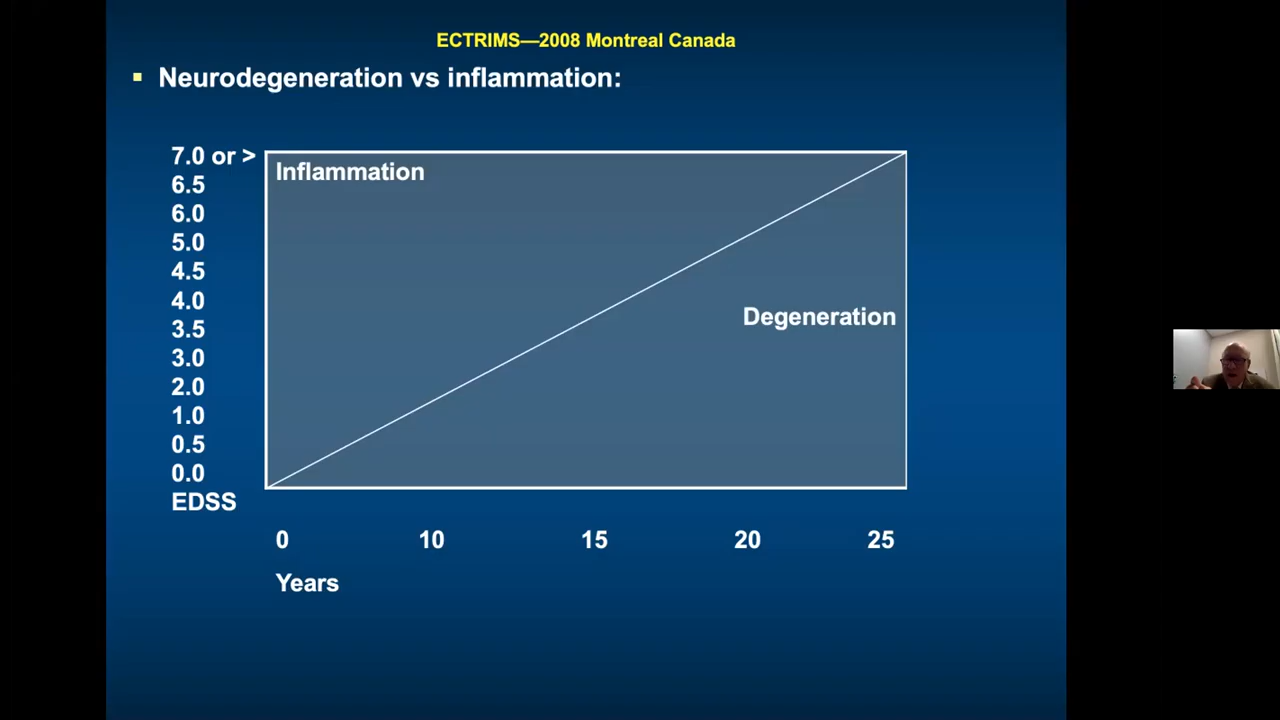 ECTRIMS—2008 Montreal Canada
▪ Neurodegeneration vs inflammation:
7.0 or >
Inflammation
6.5
6.0
5.0
4.5
4.0
Degeneration
3.5
3.0
2.0
1.0
0.5
0.0
EDSS
0 10 15 20 25
Years